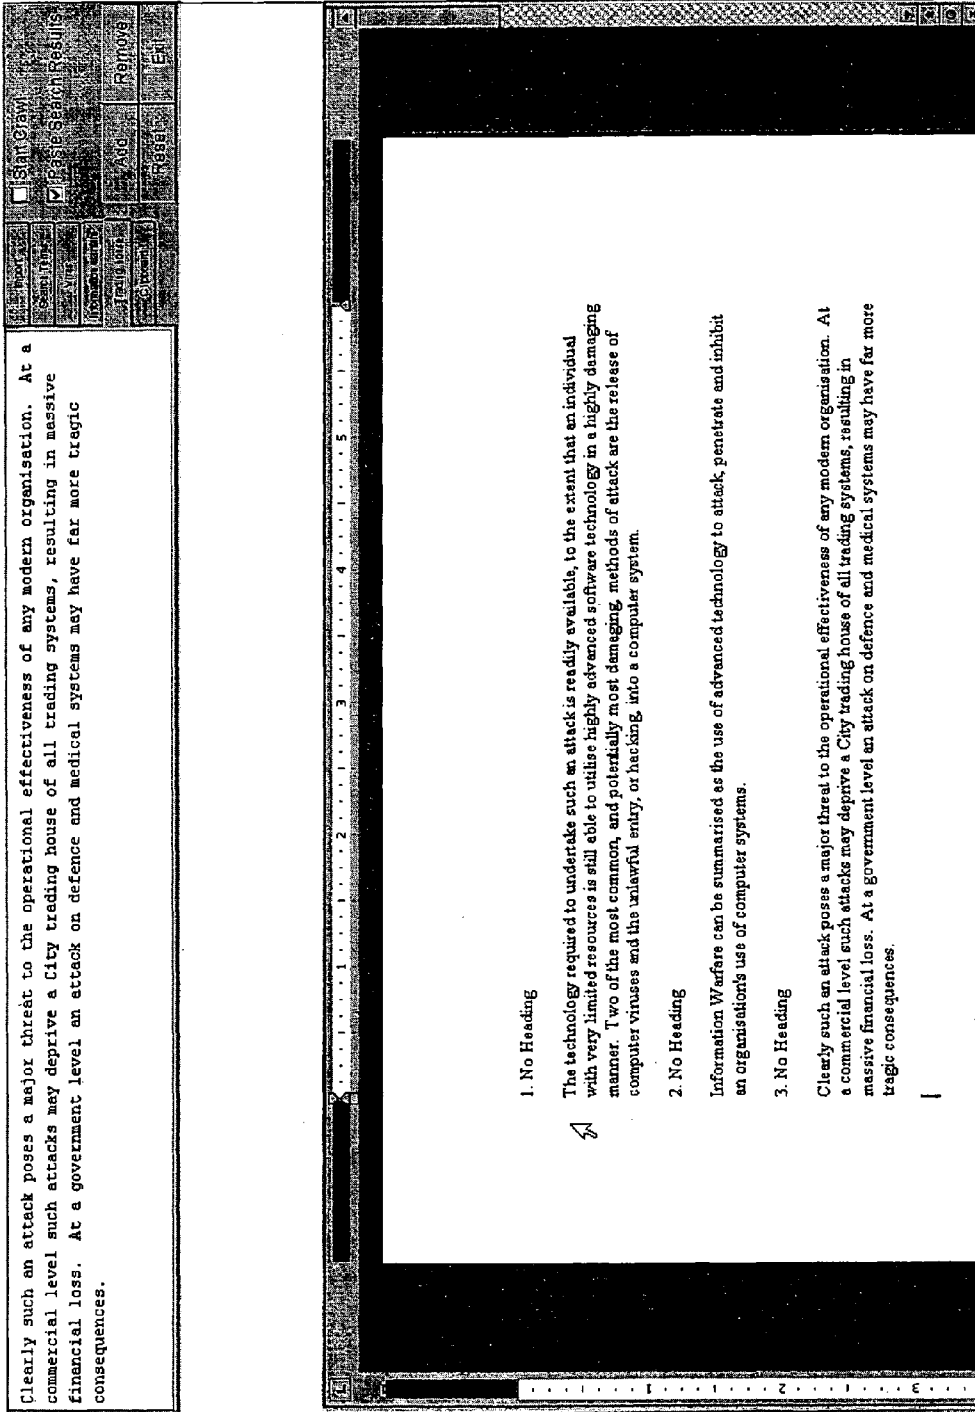 Clearly such an attack poses a major threat to the operational effectiveness of any modern organisation. At a
commercial level such attacks may deprive a City trading house of all trading systems, resulting in massive
financial loss. At a government level an attack on defence and medical systems may have far more tragic
consequences.
Start Crawl
Paste Search Results
Add
Remove
Reset
Exit
1 2 3 4 5
1. No Heading
The technology required to undertake such an attack is readily available, to the extent that an individual
with very limited resources is still able to utilise highly advanced software technology in a highly damaging
manner. Two of the most common, and potentially most damaging, methods of attack are the release of
computer viruses and the unlawful entry, or hacking, into a computer system.
2. No Heading
Information Warfare can be summarised as the use of advanced technology to attack, penetrate and inhibit
an organisation's use of computer systems.
3. No Heading
Clearly such an attack poses a major threat to the operational effectiveness of any modern organisation. At
a commercial level such attacks may deprive a City trading house of all trading systems, resulting in
massive financial loss. At a government level an attack on defence and medical systems may have far more
tragic consequences.
1
2
3